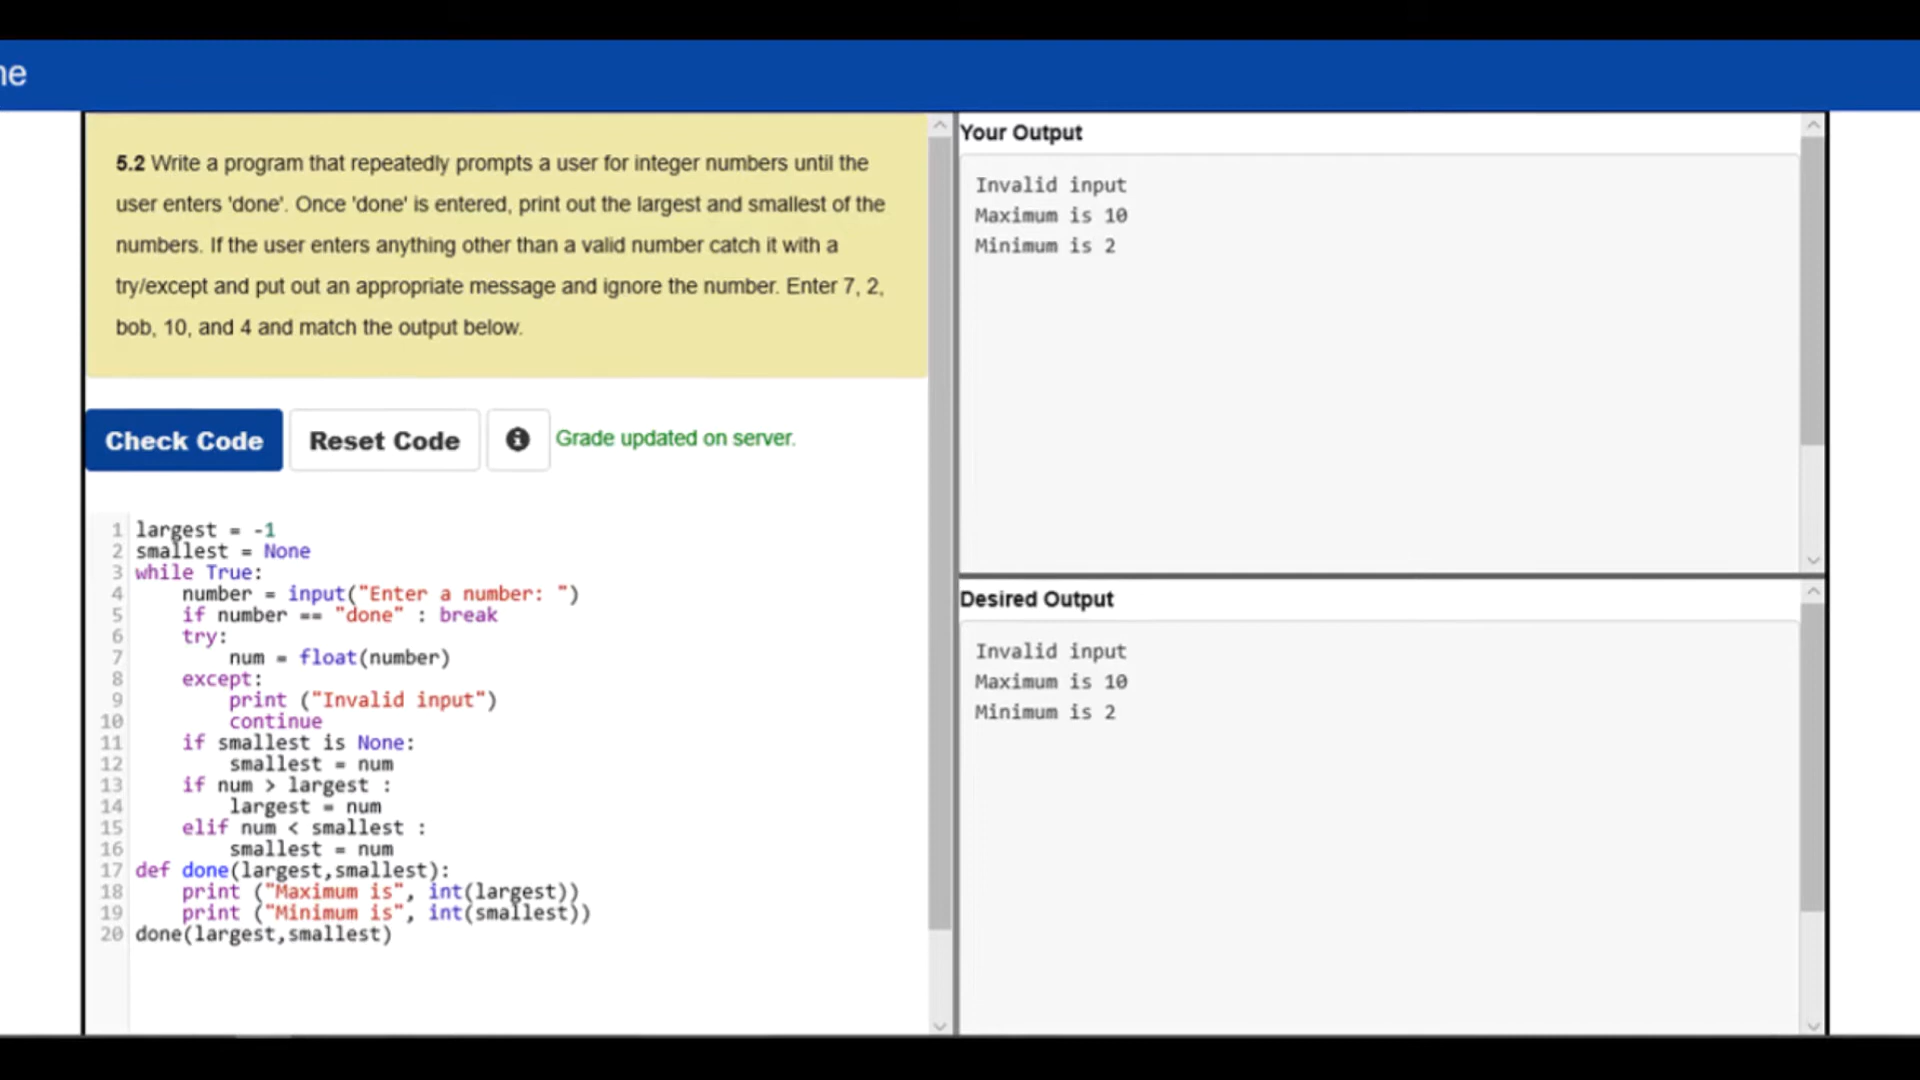 ne
5.2 Write a program that repeatedly prompts a user for integer numbers until the
user enters 'done'. Once 'done' is entered, print out the largest and smallest of the
numbers. If the user enters anything other than a valid number catch it with a
try/except and put out an appropriate message and ignore the number. Enter 7, 2,
bob, 10, and 4 and match the output below.
Check Code Reset Code Grade updated on server.
1 largest = -1
2 smallest = None
3 while True:
4     number = input("Enter a number: ")
5     if number == "done" : break
6     try:
7         num = float(number)
8     except:
9         print ("Invalid input")
10         continue
11     if smallest is None:
12         smallest = num
13     if num > largest :
14         largest = num
15     elif num < smallest :
16         smallest = num
17 def done(largest,smallest):
18     print ("Maximum is", int(largest))
19     print ("Minimum is", int(smallest))
20 done(largest,smallest)
Your Output
Invalid input
Maximum is 10
Minimum is 2
Desired Output
Invalid input
Maximum is 10
Minimum is 2